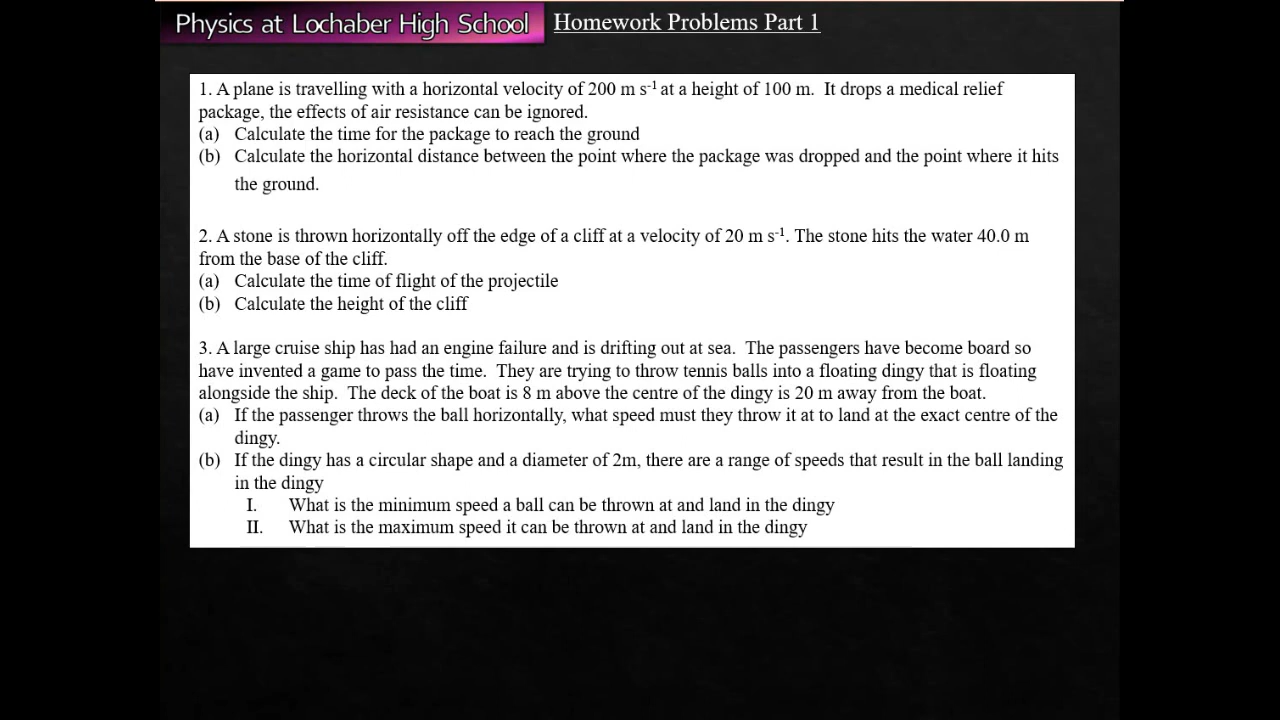 Physics at Lochaber High School
Homework Problems Part 1
1. A plane is travelling with a horizontal velocity of 200 m s⁻¹ at a height of 100 m.  It drops a medical relief
package, the effects of air resistance can be ignored.
(a) Calculate the time for the package to reach the ground
(b) Calculate the horizontal distance between the point where the package was dropped and the point where it hits
the ground.
2. A stone is thrown horizontally off the edge of a cliff at a velocity of 20 m s⁻¹. The stone hits the water 40.0 m
from the base of the cliff.
(a) Calculate the time of flight of the projectile
(b) Calculate the height of the cliff
3. A large cruise ship has had an engine failure and is drifting out at sea.  The passengers have become board so
have invented a game to pass the time.  They are trying to throw tennis balls into a floating dingy that is floating
alongside the ship.  The deck of the boat is 8 m above the centre of the dingy is 20 m away from the boat.
(a) If the passenger throws the ball horizontally, what speed must they throw it at to land at the exact centre of the
dingy.
(b) If the dingy has a circular shape and a diameter of 2m, there are a range of speeds that result in the ball landing
in the dingy
I. What is the minimum speed a ball can be thrown at and land in the dingy
II. What is the maximum speed it can be thrown at and land in the dingy